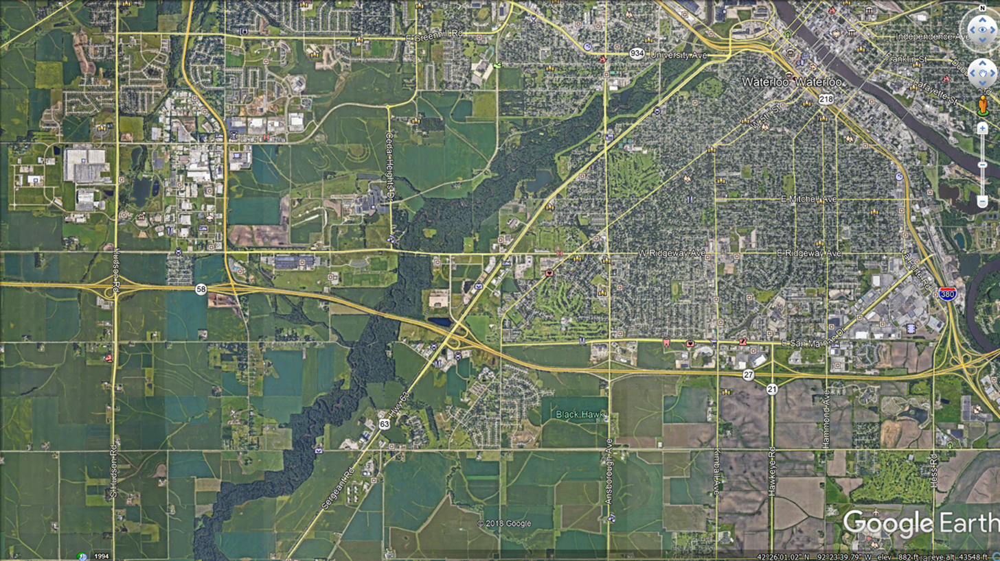 N
E Greenhill Rd
934
University Ave
Independence Ave
Franklin St
Waterloo Waterloo
Lafayette St
218
W 5th St
Cedar Heights Dr
E Mitchell Ave
Hudson Rd
W Ridgeway Ave
E Ridgeway Ave
La Porte Rd
58
380
E San Marnan Dr
27
21
Hwy 63
63
Black Hawk
Hammond Ave
S Hudson Rd
Sergeant Rd
Ansborough Ave
Kimball Ave
Hawkeye Rd
Hess Rd
© 2018 Google
Google Earth
1994
42°26'01.02" N 92°23'39.79" W elev 882 ft eye alt 43548 ft